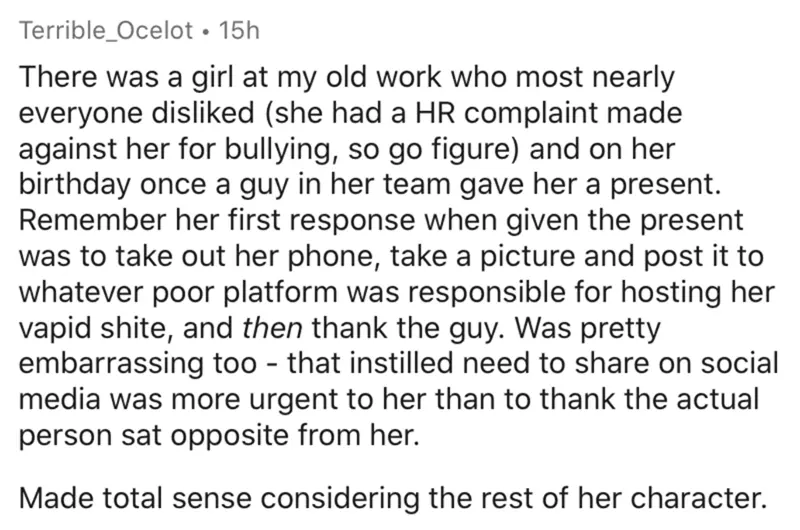 Terrible_Ocelot • 15h
There was a girl at my old work who most nearly
everyone disliked (she had a HR complaint made
against her for bullying, so go figure) and on her
birthday once a guy in her team gave her a present.
Remember her first response when given the present
was to take out her phone, take a picture and post it to
whatever poor platform was responsible for hosting her
vapid shite, and then thank the guy. Was pretty
embarrassing too - that instilled need to share on social
media was more urgent to her than to thank the actual
person sat opposite from her.
Made total sense considering the rest of her character.